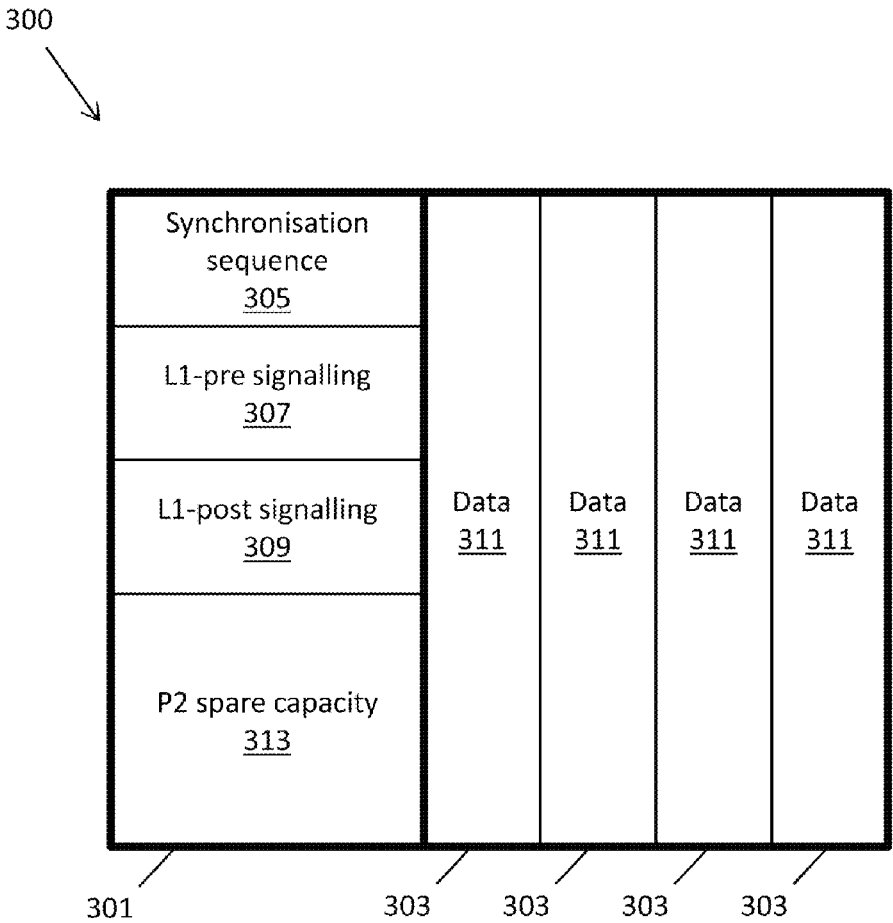 300
Synchronisation
sequence
305
L1-pre signalling
307
L1-post signalling
309
P2 spare capacity
313
Data
311
Data
311
Data
311
Data
311
301
303
303
303
303